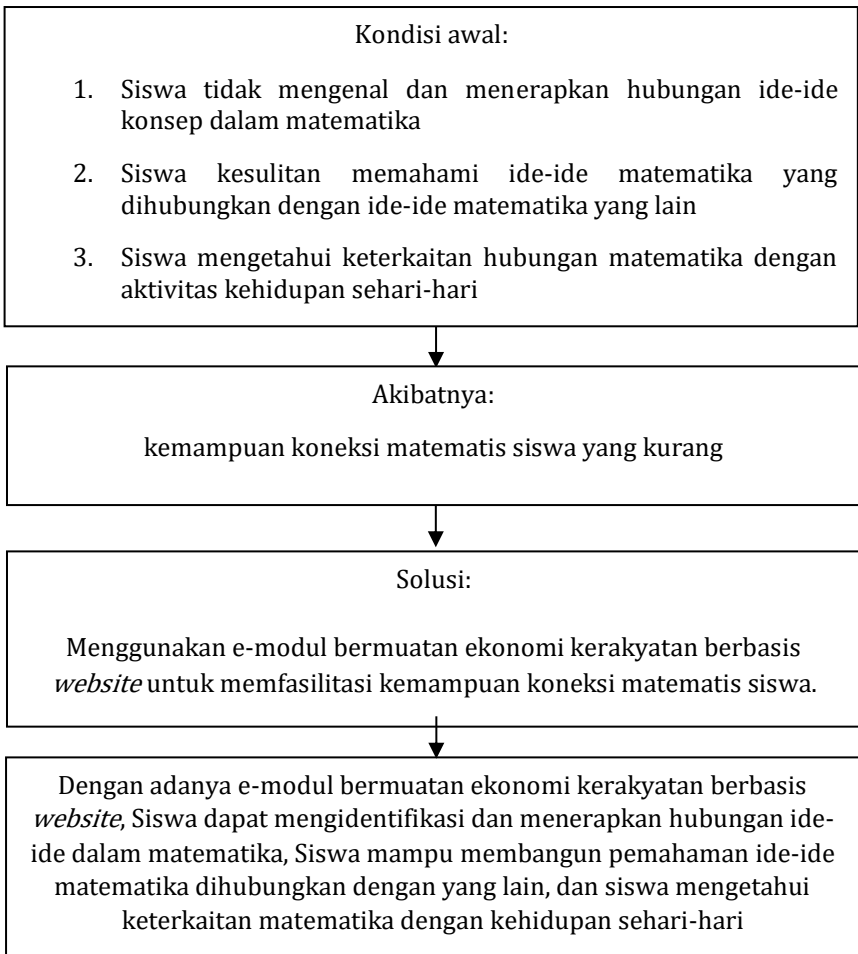 Kondisi awal:
1. Siswa tidak mengenal dan menerapkan hubungan ide-ide
konsep dalam matematika
2. Siswa kesulitan memahami ide-ide matematika yang
dihubungkan dengan ide-ide matematika yang lain
3. Siswa mengetahui keterkaitan hubungan matematika dengan
aktivitas kehidupan sehari-hari
Akibatnya:
kemampuan koneksi matematis siswa yang kurang
Solusi:
Menggunakan e-modul bermuatan ekonomi kerakyatan berbasis
website untuk memfasilitasi kemampuan koneksi matematis siswa.
Dengan adanya e-modul bermuatan ekonomi kerakyatan berbasis
website, Siswa dapat mengidentifikasi dan menerapkan hubungan ide-
ide dalam matematika, Siswa mampu membangun pemahaman ide-ide
matematika dihubungkan dengan yang lain, dan siswa mengetahui
keterkaitan matematika dengan kehidupan sehari-hari